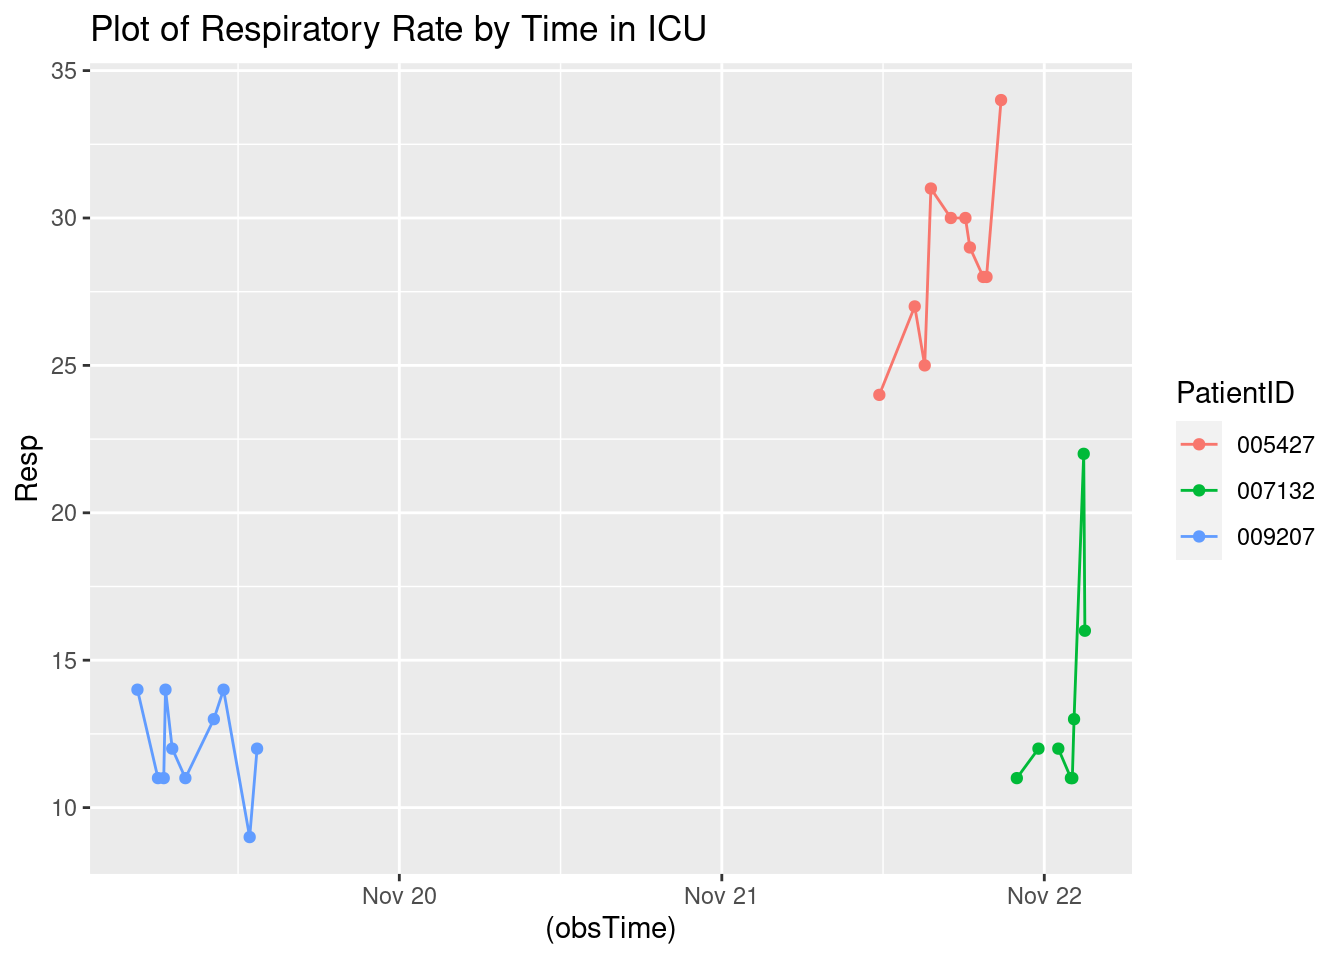 Plot of Respiratory Rate by Time in ICU
35
30
25
20
15
10
Resp
Nov 20
Nov 21
Nov 22
(obsTime)
PatientID
005427
007132
009207